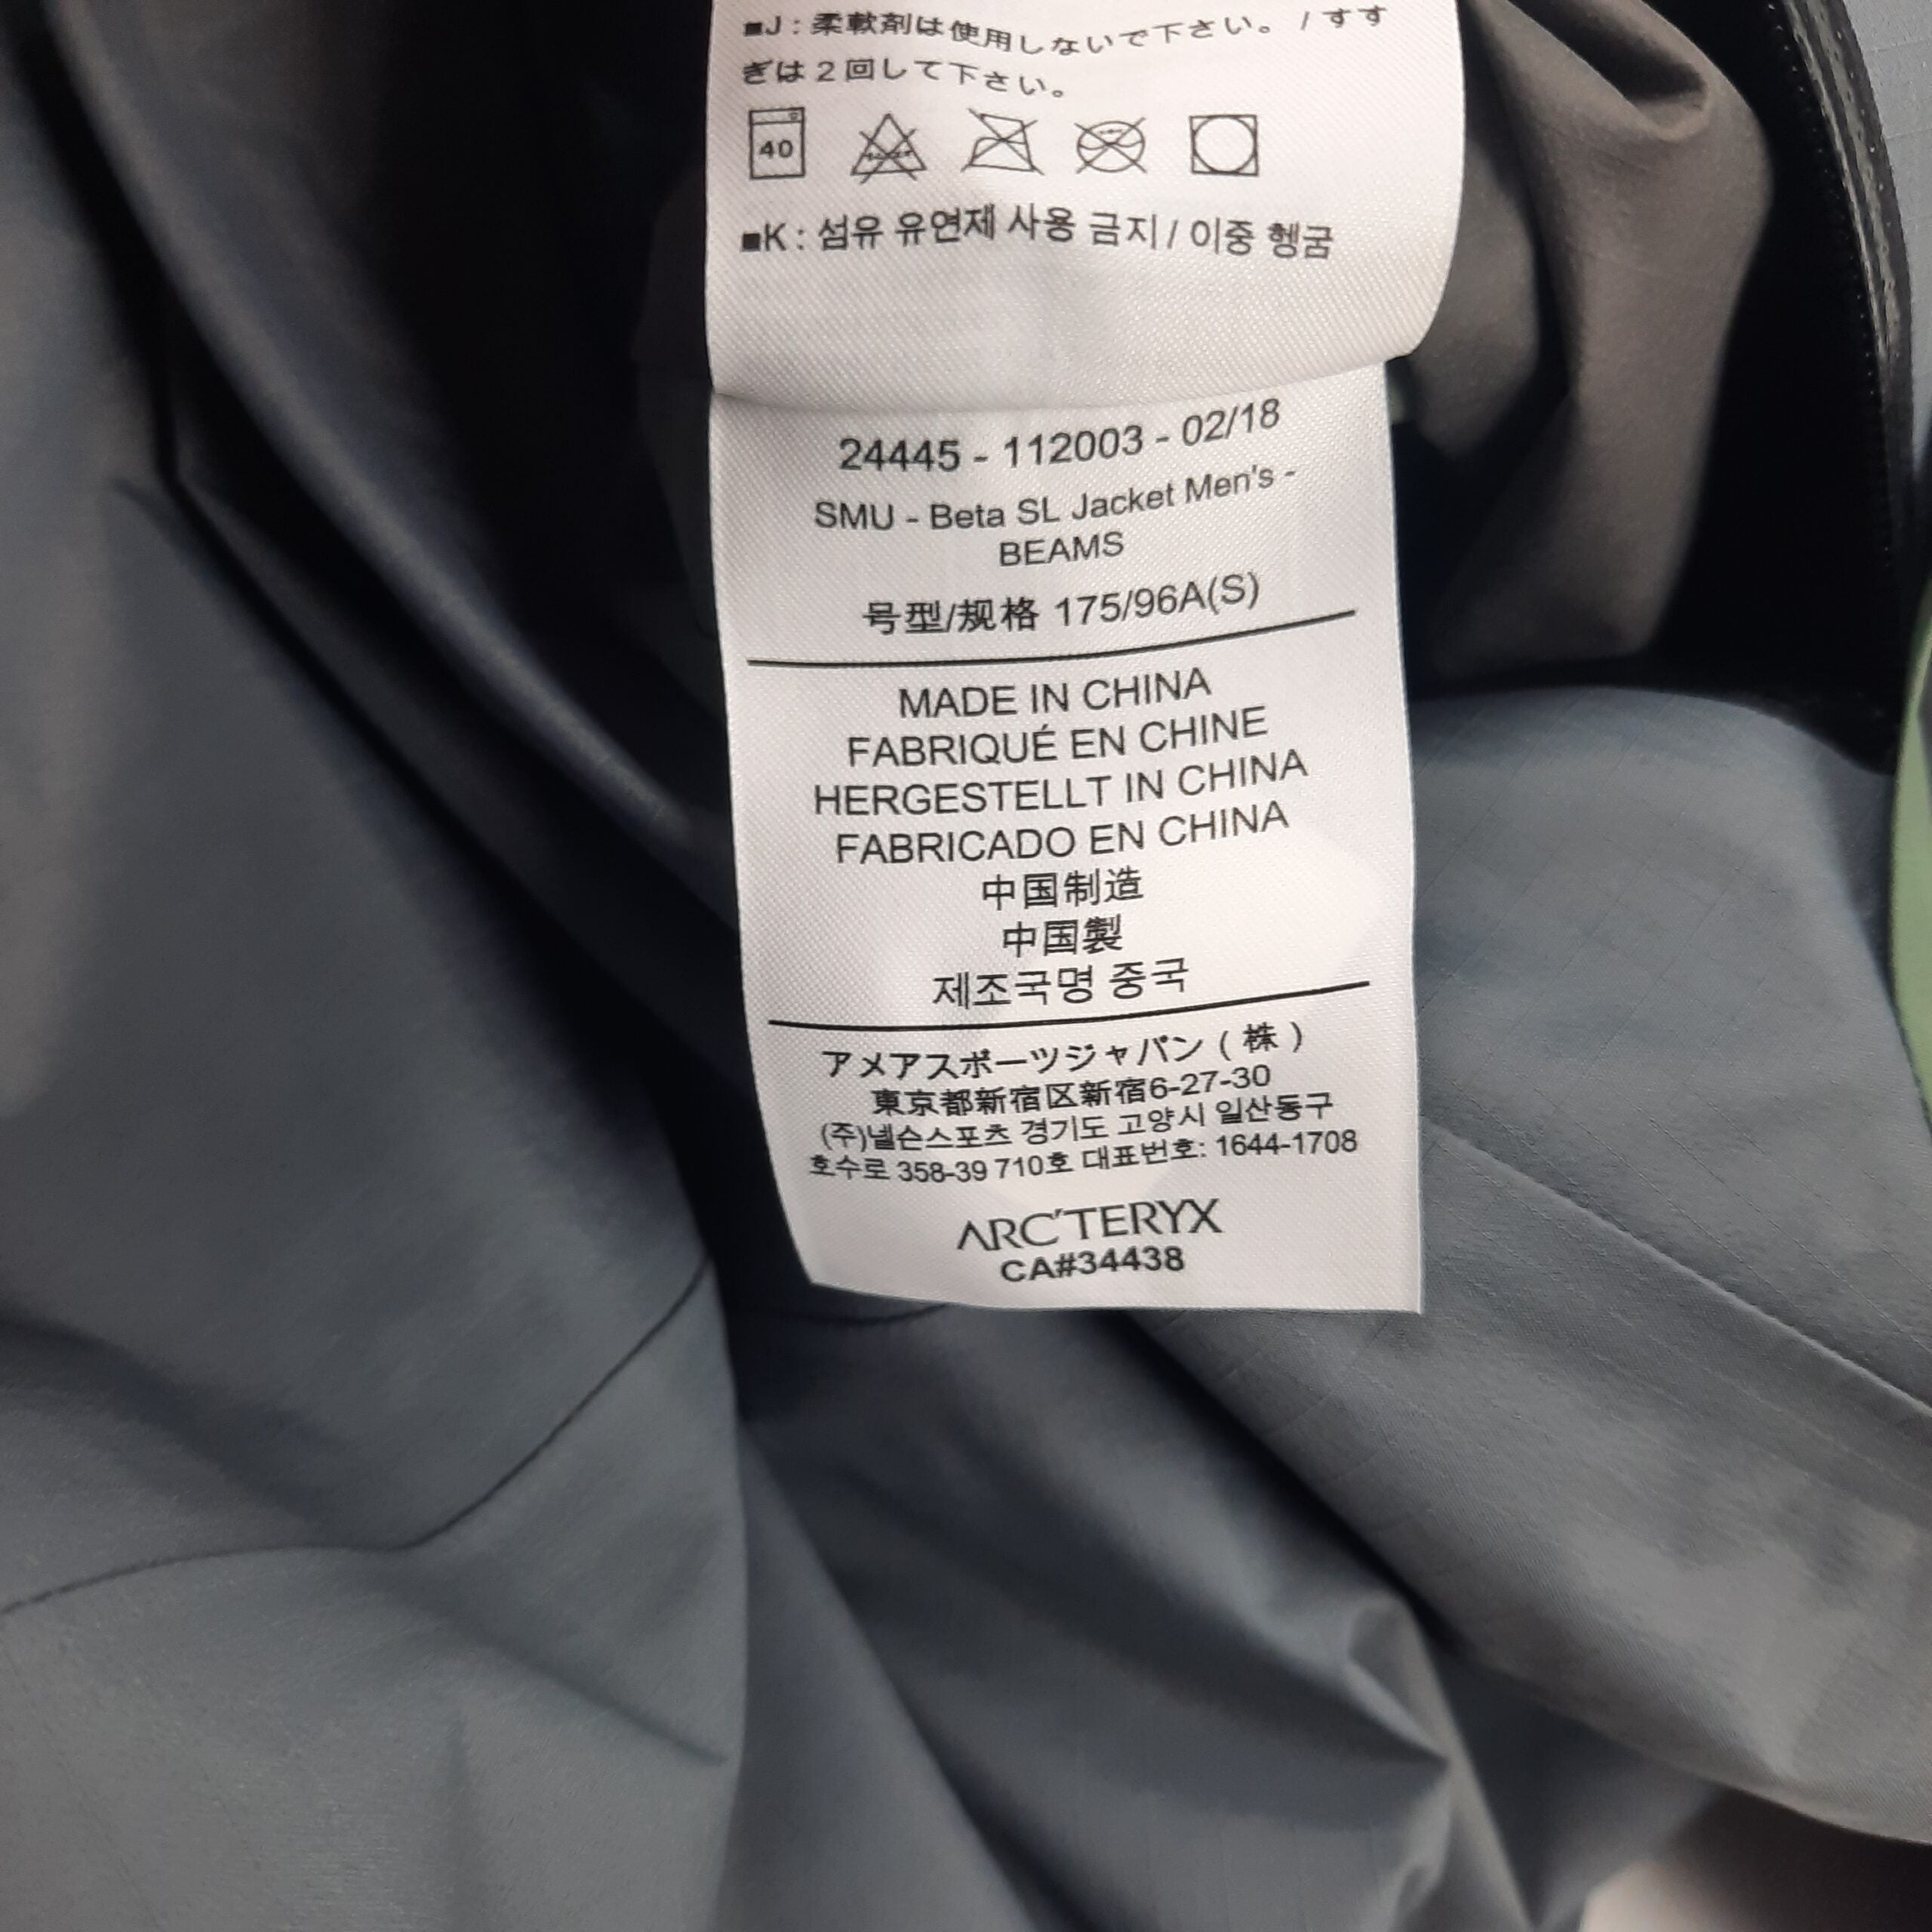 ■J : 柔軟剤は使用しないで下さい。 / すす
ぎは 2 回して下さい。
40
■K : 섬유 유연제 사용 금지 / 이중 헹굼
24445 - 112003 - 02/18
SMU - Beta SL Jacket Men's -
BEAMS
号型/规格 175/96A(S)
MADE IN CHINA
FABRIQUÉ EN CHINE
HERGESTELLT IN CHINA
FABRICADO EN CHINA
中国制造
中国製
제조국명 중국
アメアスポーツジャパン ( 株 )
東京都新宿区新宿6-27-30
(주)넬슨스포츠 경기도 고양시 일산동구
호수로 358-39 710호 대표번호: 1644-1708
ARC'TERYX
CA#34438